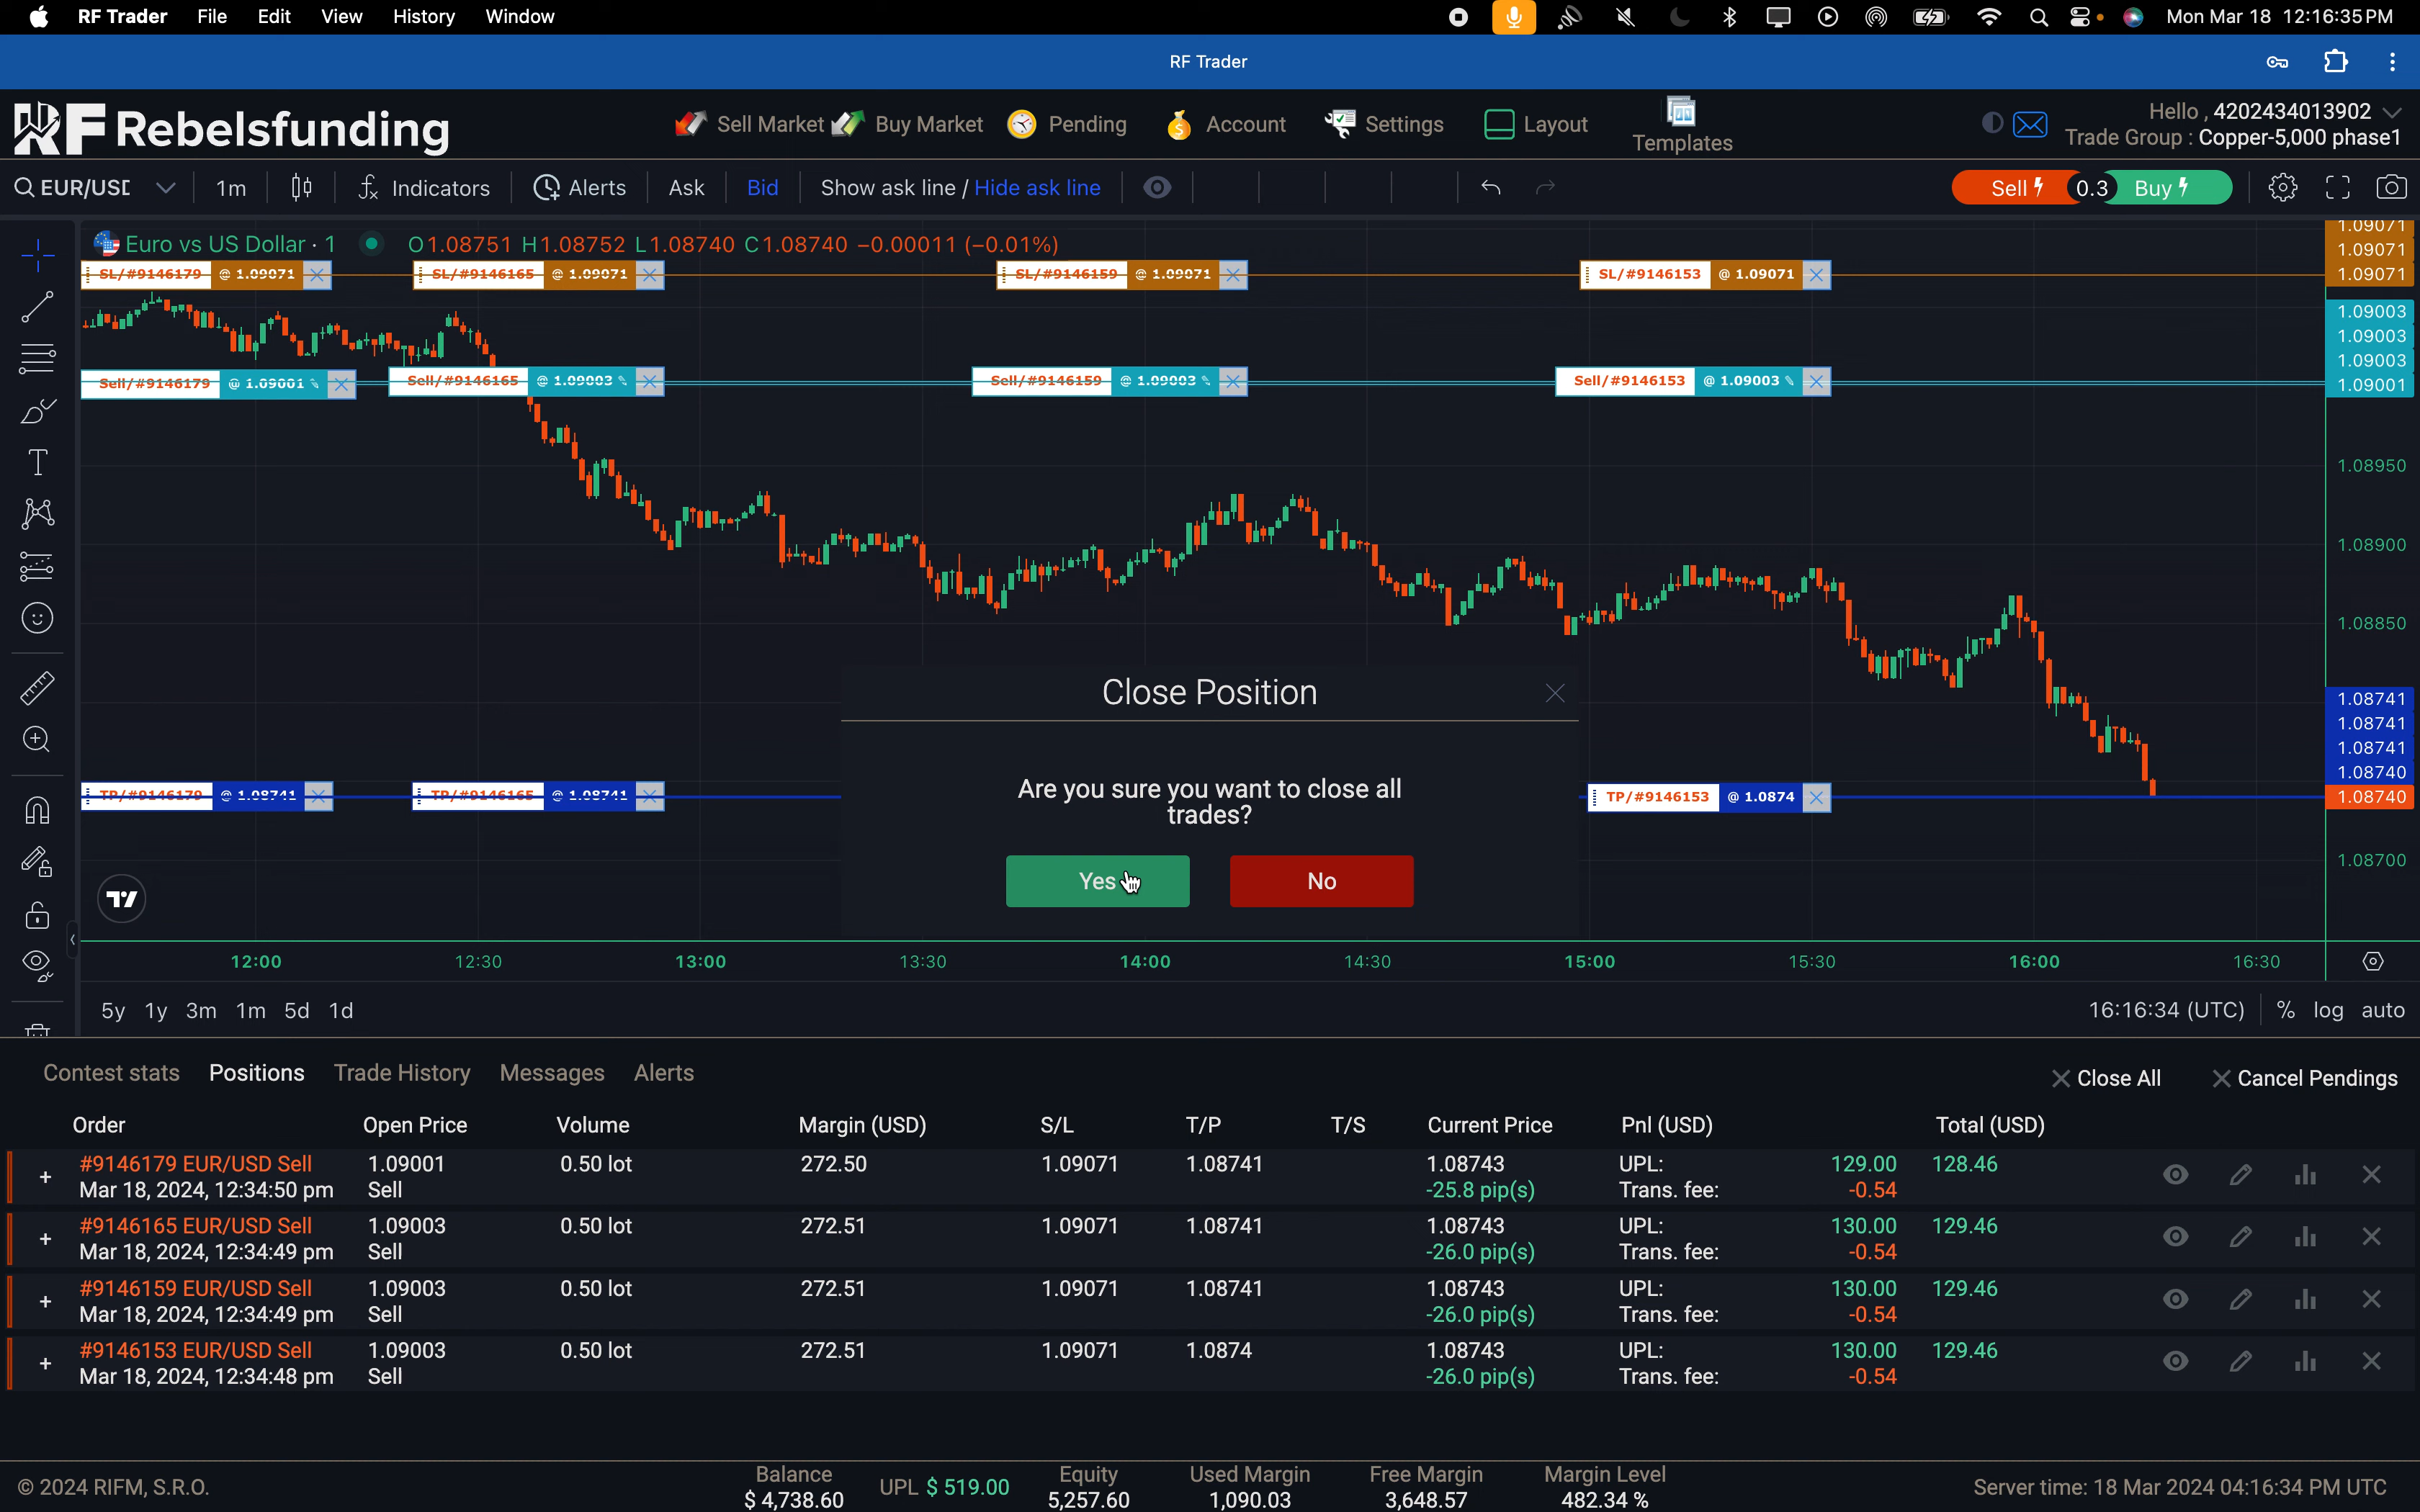 RF Trader File Edit View History Window Mon Mar 18 12:16:35 PM
RF Trader
RF Rebelsfunding Sell Market Buy Market Pending Account Settings Layout Templates
Hello , 4202434013902
Trade Group : Copper-5,000 phase1
EUR/USD 1m Indicators Alerts Ask Bid Show ask line / Hide ask line Sell 0.3 Buy
Euro vs US Dollar · 1 O1.08751 H1.08752 L1.08740 C1.08740 −0.00011 (−0.01%)
1.09071
1.09071
SL/#9146179 @ 1.09071 SL/#9146165 @ 1.09071 SL/#9146159 @ 1.09071 SL/#9146153 @ 1.09071 1.09071
1.09003
1.09003
1.09003
Sell/#9146179 @ 1.09001 Sell/#9146165 @ 1.09003 Sell/#9146159 @ 1.09003 Sell/#9146153 @ 1.09003 1.09001
1.08950
1.08900
1.08850
Close Position
1.08741
1.08741
1.08741
1.08740
Are you sure you want to close all
trades?
TP/#9146179 @ 1.08741 TP/#9146165 @ 1.08741 TP/#9146153 @ 1.0874 1.08740
Yes No
1.08700
12:00 12:30 13:00 13:30 14:00 14:30 15:00 15:30 16:00 16:30
5y 1y 3m 1m 5d 1d 16:16:34 (UTC) % log auto
Contest stats Positions Trade History Messages Alerts Close All Cancel Pendings
Order Open Price Volume Margin (USD) S/L T/P T/S Current Price Pnl (USD) Total (USD)
+ #9146179 EUR/USD Sell 1.09001 0.50 lot 272.50 1.09071 1.08741 1.08743 UPL: 129.00 128.46
Mar 18, 2024, 12:34:50 pm Sell -25.8 pip(s) Trans. fee: -0.54
+ #9146165 EUR/USD Sell 1.09003 0.50 lot 272.51 1.09071 1.08741 1.08743 UPL: 130.00 129.46
Mar 18, 2024, 12:34:49 pm Sell -26.0 pip(s) Trans. fee: -0.54
+ #9146159 EUR/USD Sell 1.09003 0.50 lot 272.51 1.09071 1.08741 1.08743 UPL: 130.00 129.46
Mar 18, 2024, 12:34:49 pm Sell -26.0 pip(s) Trans. fee: -0.54
+ #9146153 EUR/USD Sell 1.09003 0.50 lot 272.51 1.09071 1.0874 1.08743 UPL: 130.00 129.46
Mar 18, 2024, 12:34:48 pm Sell -26.0 pip(s) Trans. fee: -0.54
© 2024 RIFM, S.R.O. Balance $ 4,738.60 UPL $ 519.00 Equity 5,257.60 Used Margin 1,090.03 Free Margin 3,648.57 Margin Level 482.34 % Server time: 18 Mar 2024 04:16:34 PM UTC